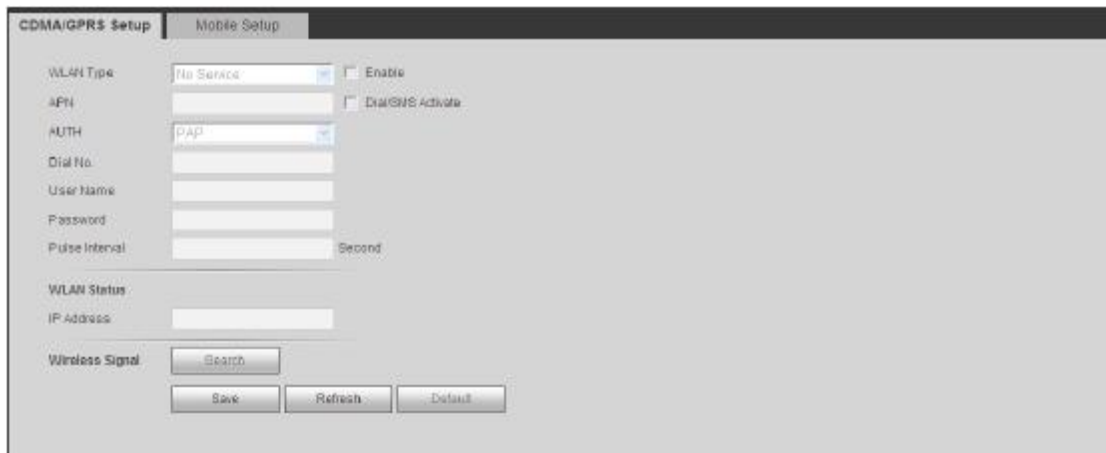 CDMA/GPRS Setup Mobile Setup
WLAN Type No Service Enable
APN Dial/SMS Activate
AUTH PAP
Dial No.
User Name
Password
Pulse Interval Second
WLAN Status
IP Address
Wireless Signal Search
Save Refresh Default